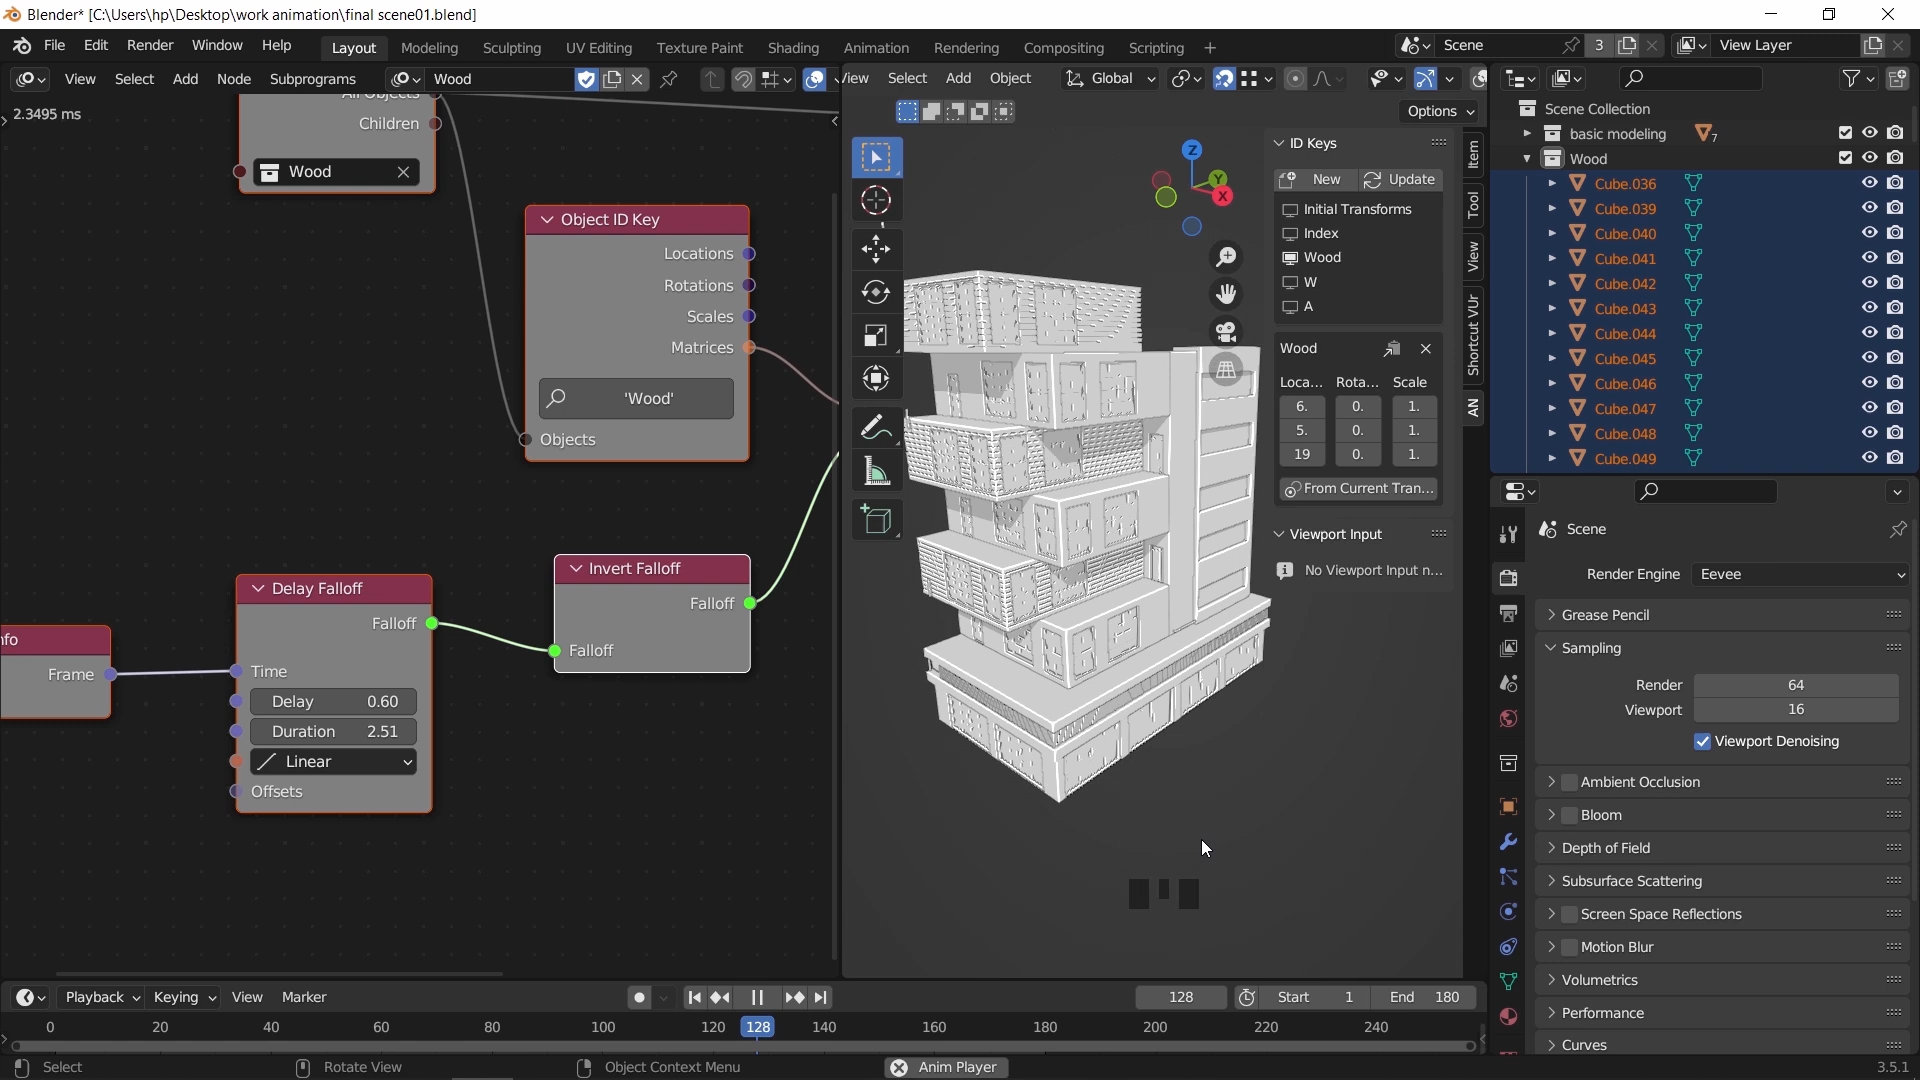 Blender* [C:\Users\hp\Desktop\work animation\final scene01.blend]
File Edit Render Window Help
Layout Modeling Sculpting UV Editing Texture Paint Shading Animation Rendering Compositing Scripting +
Scene 3 View Layer
View Select Add Node Subprograms Wood
View Select Add Object Global
2.3495 ms
Options
All Objects
Children
Wood
Object ID Key
Locations
Rotations
Scales
Matrices
'Wood'
Objects
Delay Falloff
Falloff
Time
Delay 0.60
Duration 2.51
Linear
Offsets
Invert Falloff
Falloff
Falloff
nfo
Frame
Z
Y
X
ID Keys
New Update
Initial Transforms
Index
Wood
W
A
Wood
Loca... Rota... Scale
6. 0. 1.
5. 0. 1.
19 0. 1.
From Current Tran...
Viewport Input
No Viewport Input n...
Item
Tool
View
Shortcut VUr
AN
Scene Collection
basic modeling 7
Wood
Cube.036
Cube.039
Cube.040
Cube.041
Cube.042
Cube.043
Cube.044
Cube.045
Cube.046
Cube.047
Cube.048
Cube.049
Scene
Render Engine Eevee
Grease Pencil
Sampling
Render 64
Viewport 16
Viewport Denoising
Ambient Occlusion
Bloom
Depth of Field
Subsurface Scattering
Screen Space Reflections
Motion Blur
Volumetrics
Performance
Curves
Playback Keying View Marker
128 Start 1 End 180
0 20 40 60 80 100 120 128 140 160 180 200 220 240
Select Rotate View Object Context Menu Anim Player 3.5.1